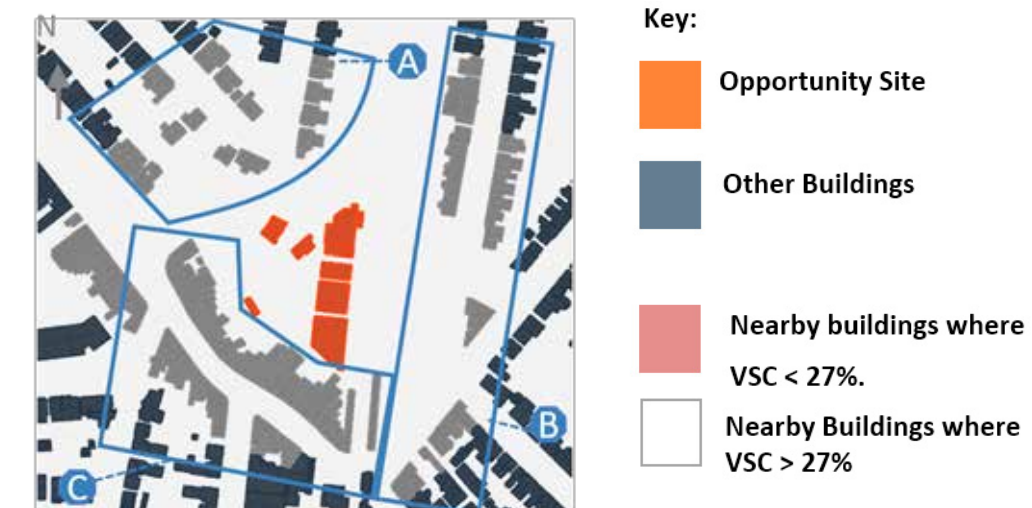 N
A
B
C
Key:
Opportunity Site
Other Buildings
Nearby buildings where
VSC < 27%.
Nearby Buildings where
VSC > 27%